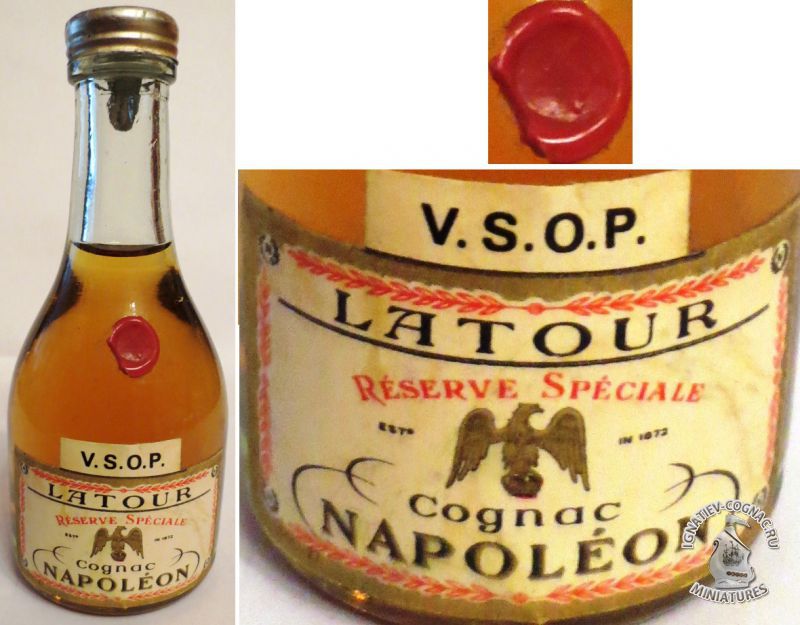 V.S.O.P.
LATOUR
RÉSERVE SPÉCIALE
ESTD IN 1872
Cognac
NAPOLÉON
V.S.O.P.
LATOUR
RÉSERVE SPÉCIALE
ESTD IN 1872
Cognac
NAPOLÉON
IGNATIEV-COGNAC.RU
MINIATURES